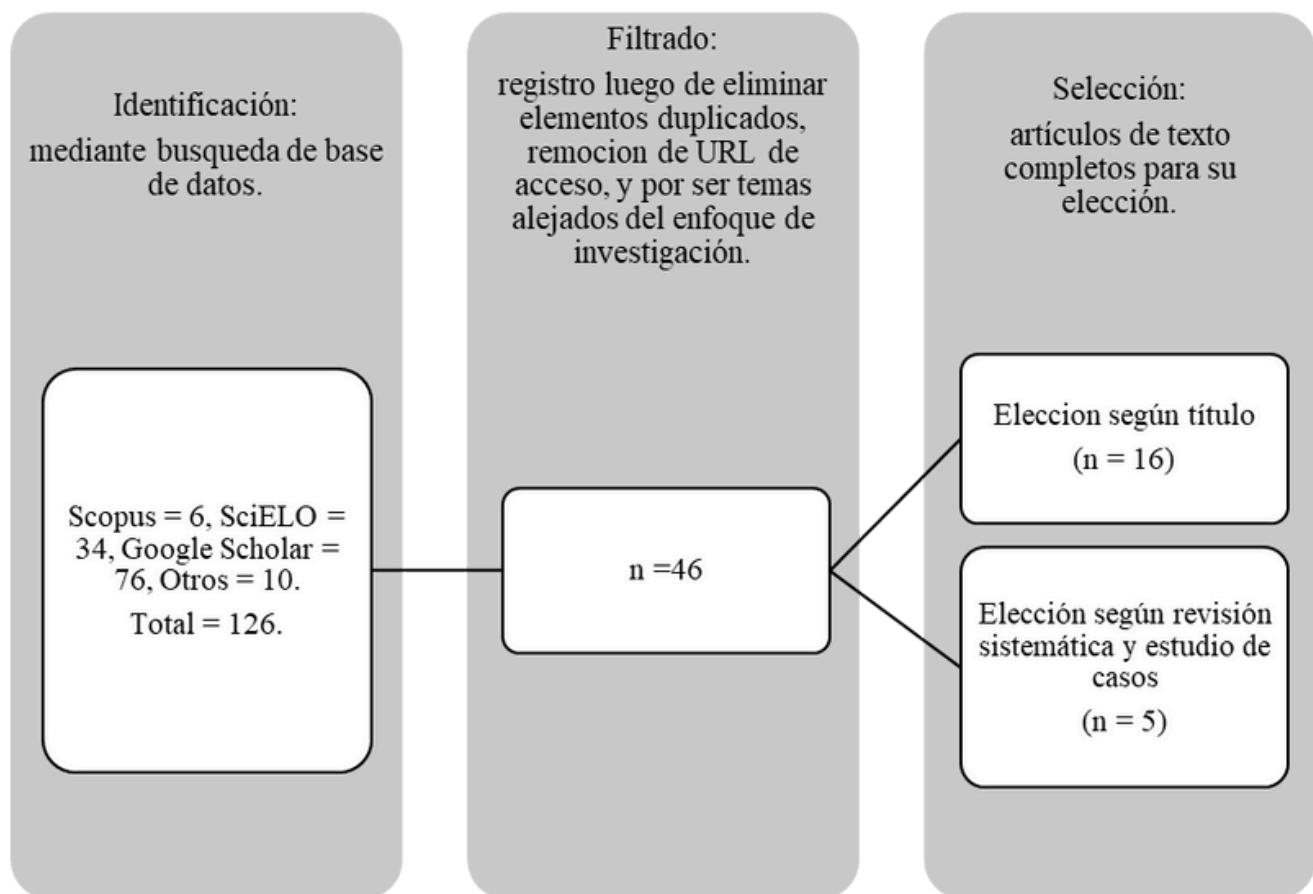 Identificación:
mediante busqueda de base
de datos.
Scopus = 6, SciELO =
34, Google Scholar =
76, Otros = 10.
Total = 126.
Filtrado:
registro luego de eliminar
elementos duplicados,
remocion de URL de
acceso, y por ser temas
alejados del enfoque de
investigación.
n =46
Selección:
artículos de texto
completos para su
elección.
Eleccion según título
(n = 16)
Elección según revisión
sistemática y estudio de
casos
(n = 5)